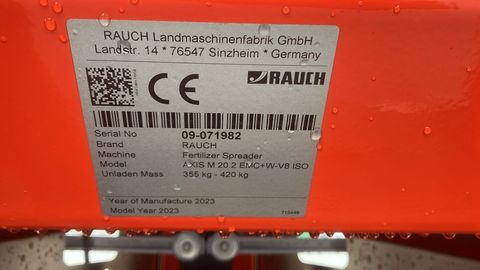 RAUCH Landmaschinenfabrik GmbH
Landstr. 14 * 76547 Sinzheim * Germany
CE RAUCH
Serial No 09-071982
Brand RAUCH
Machine Fertilizer Spreader
Model AXIS M 20.2 EMC+W-V8 ISO
Unladen Mass 355 kg - 420 kg
Year of Manufacture 2023
Model Year 2023